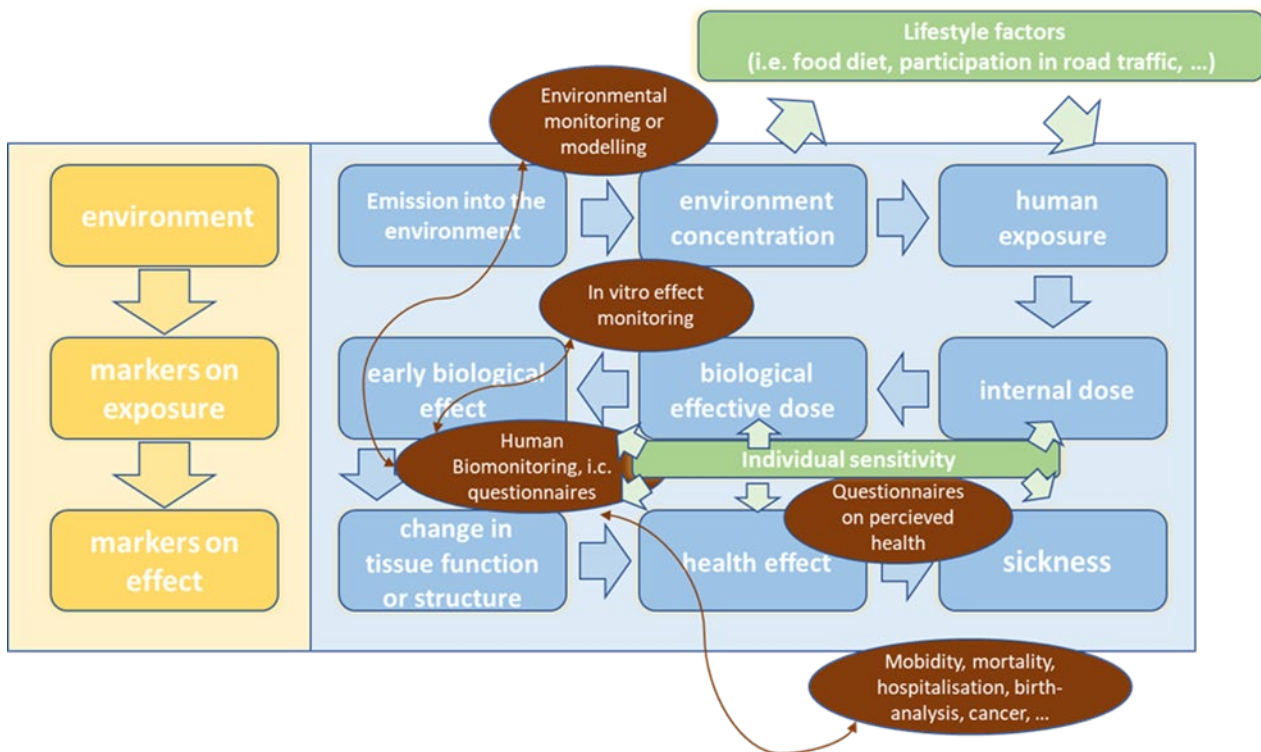 Lifestyle factors
(i.e. food diet, participation in road traffic, ...)
Environmental
monitoring or
modelling
environment
Emission into the
environment
environment
concentration
human
exposure
In vitro effect
monitoring
markers on
exposure
early biological
effect
biological
effective dose
internal dose
Human
Biomonitoring, i.c.
questionnaires
Individual sensitivity
Questionnaires
on percieved
health
markers on
effect
change in
tissue function
or structure
health effect
sickness
Mobidity, mortality,
hospitalisation, birth-
analysis, cancer, ...